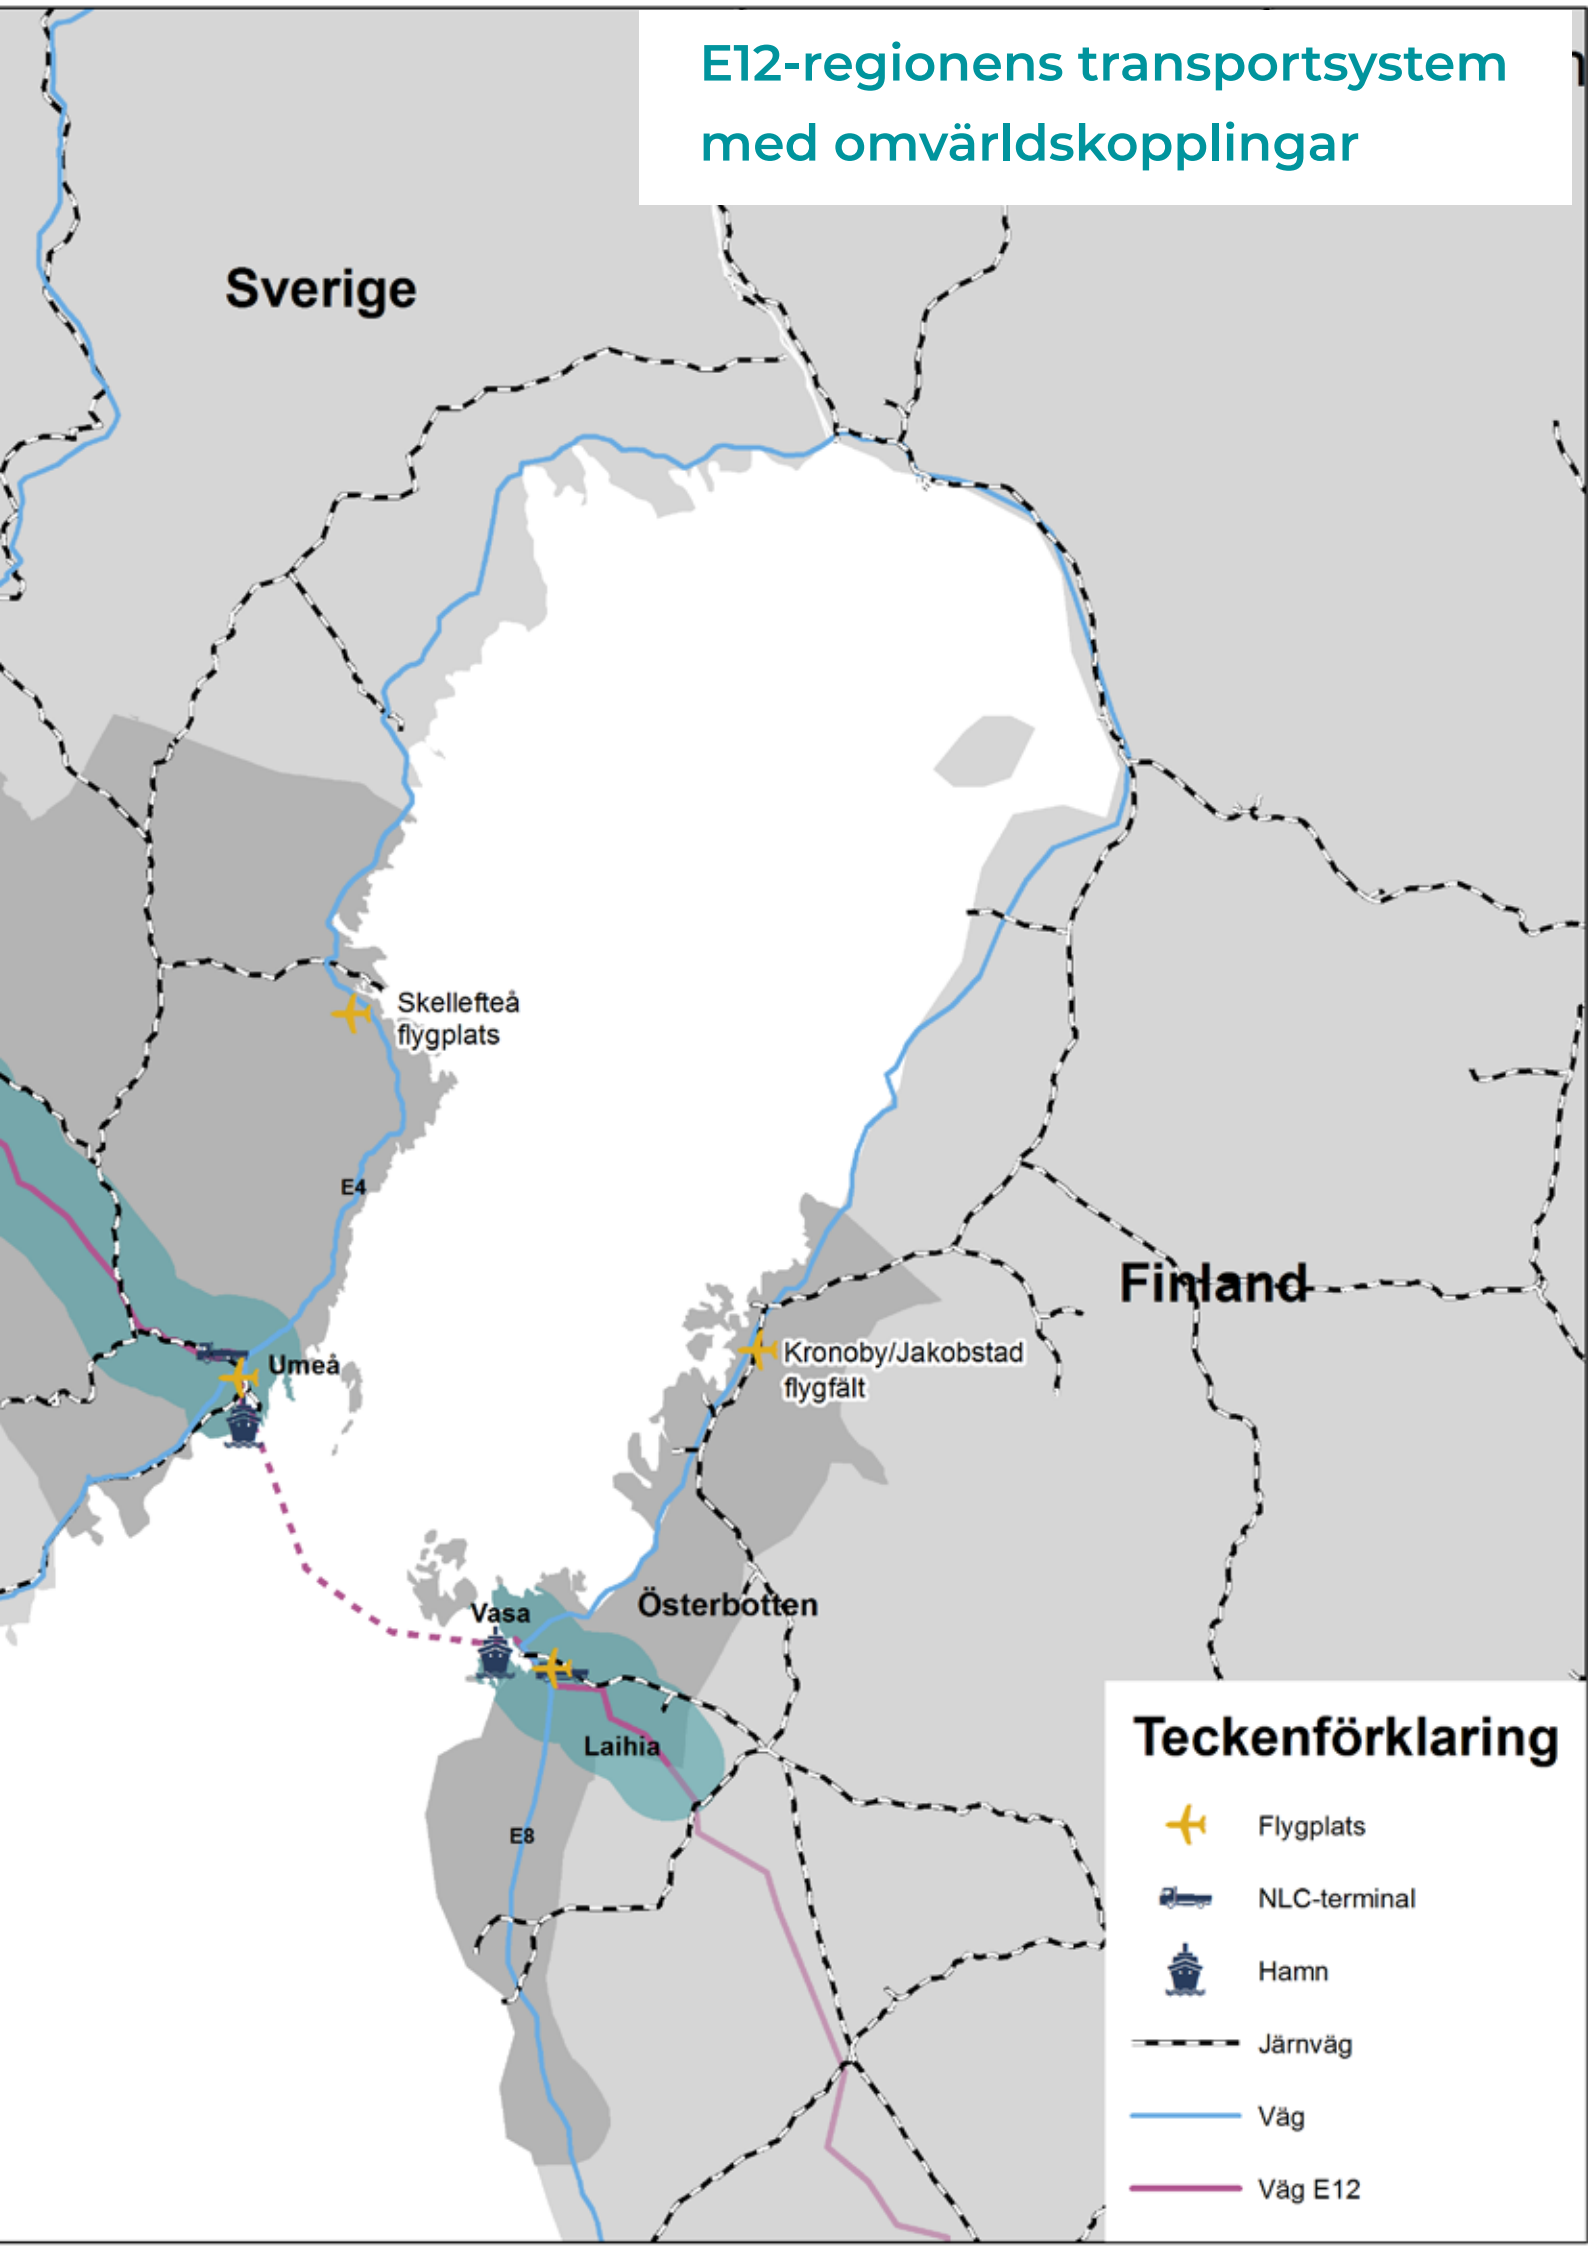 E12-regionens transportsystem
med omvärldskopplingar
Sverige
Skellefteå
flygplats
E4
Finland
Kronoby/Jakobstad
flygfält
Umeå
Österbotten
Vasa
Laihia
E8
Teckenförklaring
Flygplats
NLC-terminal
Hamn
Järnväg
Väg
Väg E12